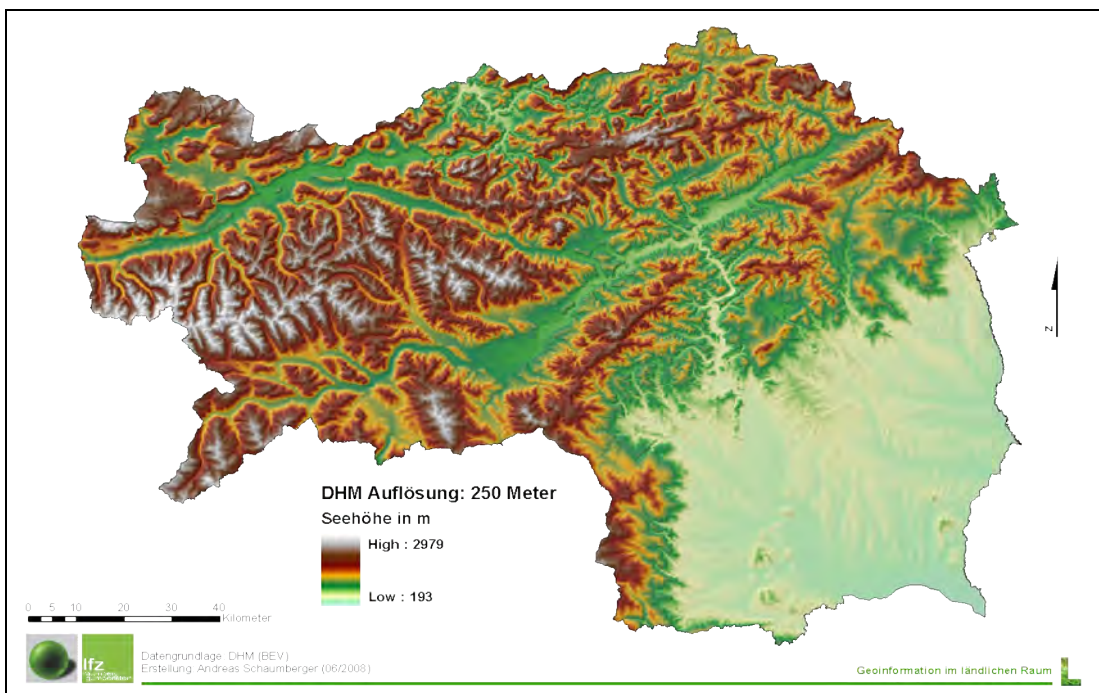 DHM Auflösung: 250 Meter
Seehöhe in m
High : 2979
Low : 193
0 5 10 20 30 40
Kilometer
N
lfz
Datengrundlage: DHM (BEV)
Erstellung: Andreas Schaumberger (06/2008)
Geoinformation im ländlichen Raum